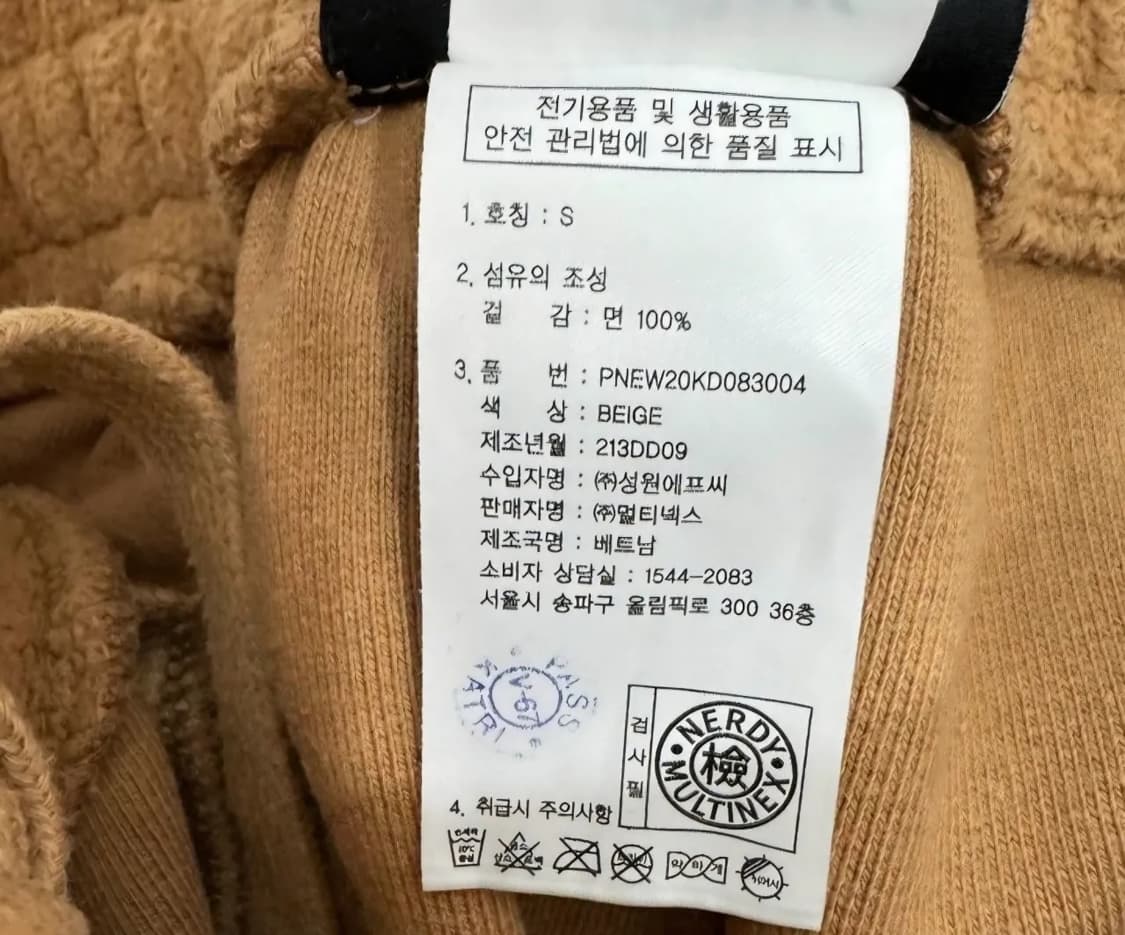 전기용품 및 생활용품
안전 관리법에 의한 품질 표시
1. 호칭 : S
2. 섬유의 조성
겉 감 : 면 100%
3. 품 번 : PNEW20KD083004
색 상 : BEIGE
제조년월 : 213DD09
수입자명 : ㈜성원에프씨
판매자명 : ㈜멀티넥스
제조국명 : 베트남
소비자 상담실 : 1544-2083
서울시 송파구 올림픽로 300 36층
PASS
검사필
NERDY
檢
MULTINEX
4. 취급시 주의사항
약하게